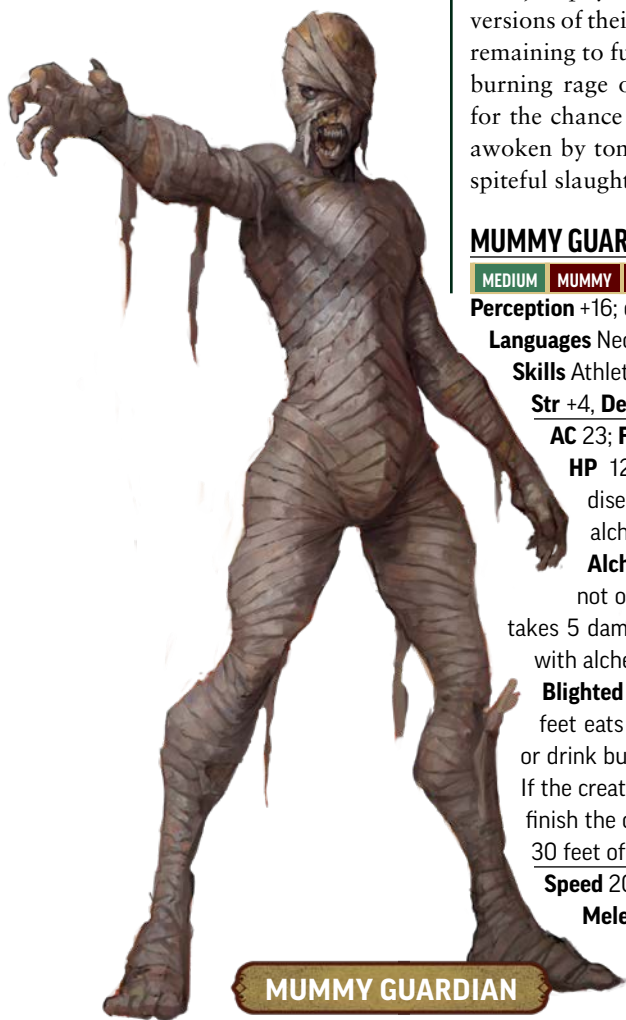 versions of their
remaining to fu
burning rage o
for the chance
awoken by ton
spiteful slaught
MUMMY GUAR
MEDIUM MUMMY
Perception +16;
Languages Nec
Skills Athlet
Str +4, De
AC 23; F
HP 12
dise
alch
Alch
not o
takes 5 dam
with alche
Blighted
feet eats
or drink bu
If the creat
finish the c
30 feet of
Speed 20
Mele
MUMMY GUARDIAN